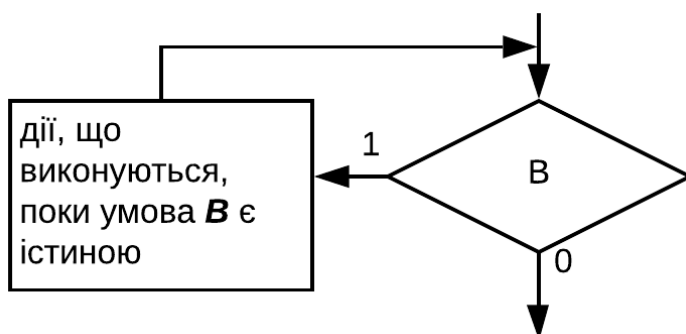 дії, що
виконуються,
поки умова B є
істиною
1
B
0